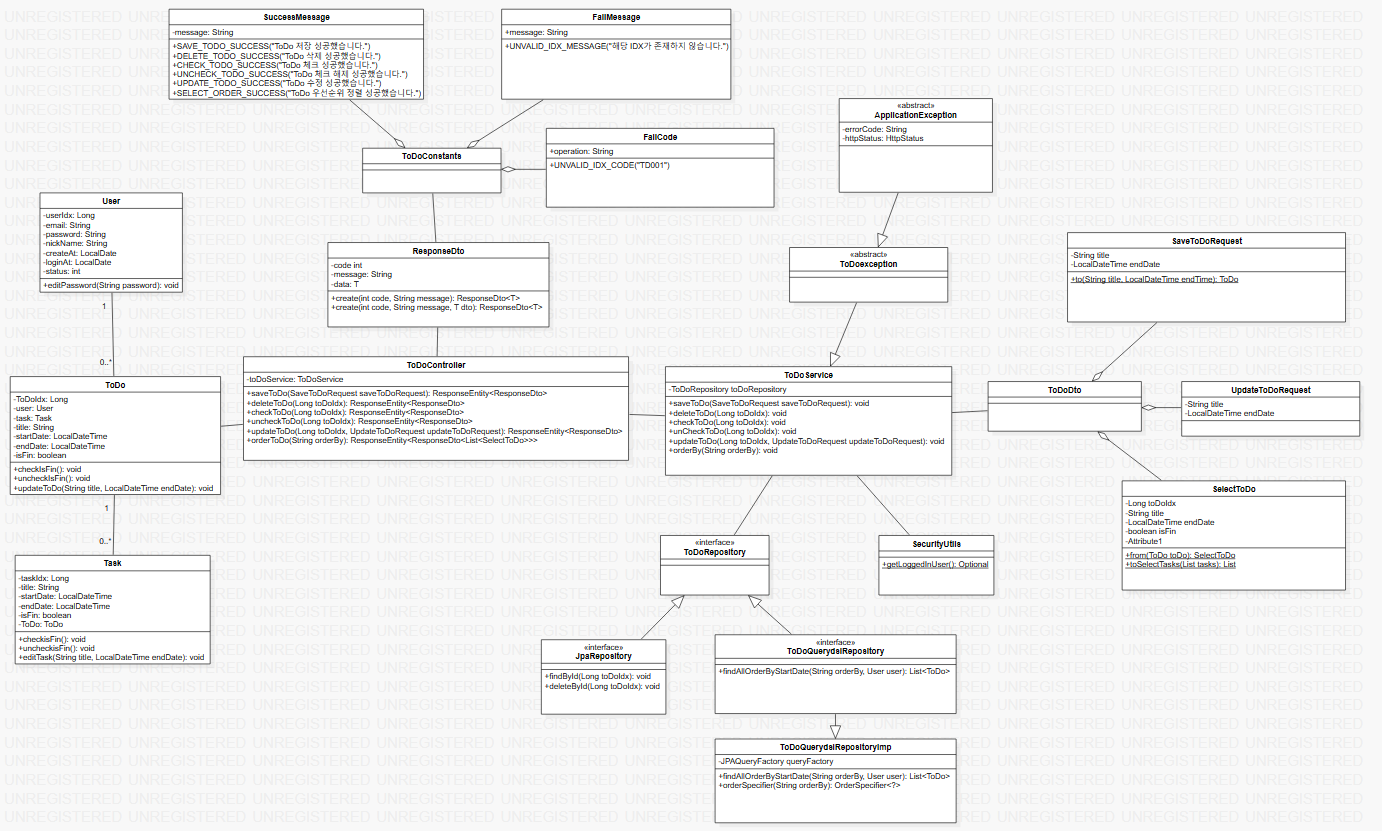 SuccessMessage
-message: String
+SAVE_TODO_SUCCESS("ToDo 저장 성공했습니다.")
+DELETE_TODO_SUCCESS("ToDo 삭제 성공했습니다.")
+CHECK_TODO_SUCCESS("ToDo 체크 성공했습니다.")
+UNCHECK_TODO_SUCCESS("ToDo 체크 해제 성공했습니다.")
+UPDATE_TODO_SUCCESS("ToDo 수정 성공했습니다.")
+SELECT_ORDER_SUCCESS("ToDo 우선순위 정렬 성공했습니다.")
FailMessage
+message: String
+UNVALID_IDX_MESSAGE("해당 IDX가 존재하지 않습니다.")
«abstract»
ApplicationException
-errorCode: String
-httpStatus: HttpStatus
ToDoConstants
FailCode
+operation: String
+UNVALID_IDX_CODE("TD001")
User
-userIdx: Long
-email: String
-password: String
-nickName: String
-createAt: LocalDate
-loginAt: LocalDate
-status: int
+editPassword(String password): void
1
0..*
ResponseDto
-code int
-message: String
-data: T
+create(int code, String message): ResponseDto<T>
+create(int code, String message, T dto): ResponseDto<T>
«abstract»
ToDoexception
SaveToDoRequest
-String title
-LocalDateTime endDate
+to(String title, LocalDateTime endTime): ToDo
ToDo
-ToDoIdx: Long
-user: User
-task: Task
-title: String
-startDate: LocalDateTime
-endDate: LocalDateTime
-isFin: boolean
+checkIsFin(): void
+uncheckIsFin(): void
+updateToDo(String title, LocalDateTime endDate): void
1
0..*
ToDoController
-toDoService: ToDoService
+saveToDo(SaveToDoRequest saveToDoRequest): ResponseEntity<ResponseDto>
+deleteToDo(Long toDoIdx): ResponseEntity<ResponseDto>
+checkToDo(Long toDoIdx): ResponseEntity<ResponseDto>
+uncheckToDo(Long toDoIdx): ResponseEntity<ResponseDto>
+updateToDo(Long toDoIdx, UpdateToDoRequest updateToDoRequest): ResponseEntity<ResponseDto>
+orderToDo(String orderBy): ResponseEntity<ResponseDto<List<SelectToDo>>>
ToDoService
-ToDoRepository toDoRepository
+saveToDo(SaveToDoRequest saveToDoRequest): void
+deleteToDo(Long toDoIdx): void
+checkToDo(Long toDoIdx): void
+unCheckToDo(Long toDoIdx): void
+updateToDo(Long toDoIdx, UpdateToDoRequest updateToDoRequest): void
+orderBy(String orderBy): void
ToDoDto
UpdateToDoRequest
-String title
-LocalDateTime endDate
SelectToDo
-Long toDoIdx
-String title
-LocalDateTime endDate
-boolean isFin
-Attribute1
+from(ToDo toDo): SelectToDo
+toSelectTasks(List tasks): List
«interface»
ToDoRepository
SecurityUtils
+getLoggedInUser(): Optional
Task
-taskIdx: Long
-title: String
-startDate: LocalDateTime
-endDate: LocalDateTime
-isFin: boolean
-ToDo: ToDo
+checkisFin(): void
+uncheckisFin(): void
+editTask(String title, LocalDateTime endDate): void
«interface»
JpaRepository
+findById(Long toDoIdx): void
+deleteById(Long toDoIdx): void
«interface»
ToDoQuerydslRepository
+findAllOrderByStartDate(String orderBy, User user): List<ToDo>
ToDoQuerydslRepositoryImp
-JPAQueryFactory queryFactory
+findAllOrderByStartDate(String orderBy, User user): List<ToDo>
+orderSpecifier(String orderBy): OrderSpecifier<?>